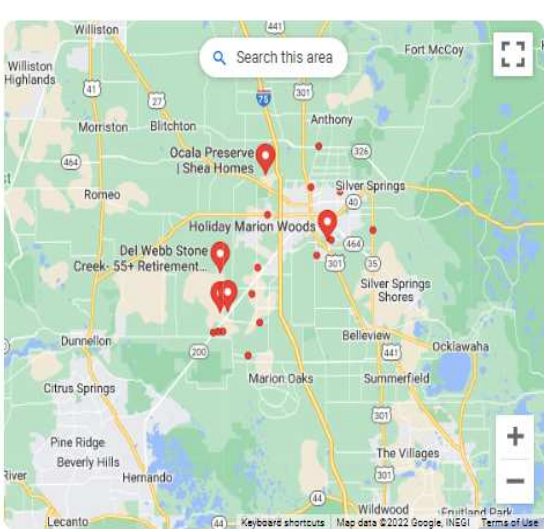 Williston
441
Search this area
Fort McCoy
Williston
Highlands
41
27
75
301
Morriston
Blitchton
Anthony
Ocala Preserve
| Shea Homes
326
464
Romeo
Silver Springs
40
Holiday Marion Woods
464
Del Webb Stone
Creek- 55+ Retirement...
301
35
Silver Springs
Shores
Dunnellon
200
Belleview
441
Ocklawaha
Citrus Springs
Marion Oaks
Summerfield
301
Pine Ridge
Beverly Hills
The Villages
River
Hernando
301
44
Wildwood
Lecanto
44
Fruitland Park
Keyboard shortcuts
Map data ©2022 Google, INEGI
Terms of Use